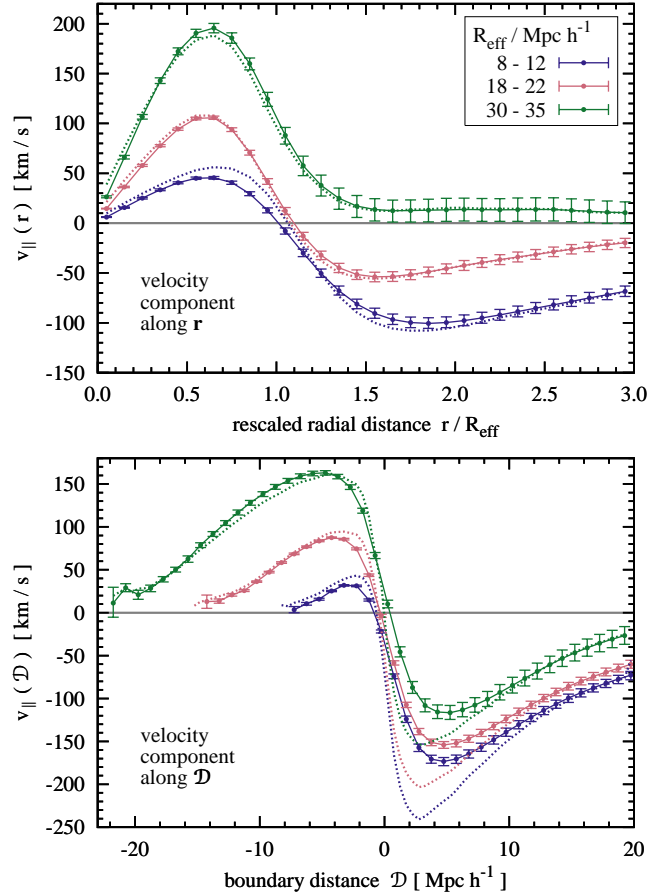 200
150
100
50
0
-50
-100
-150
v|| (r) [ km / s ]
R_eff / Mpc h^-1
8 - 12
18 - 22
30 - 35
velocity
component
along r
0.0 0.5 1.0 1.5 2.0 2.5 3.0
rescaled radial distance r / R_eff
150
100
50
0
-50
-100
-150
-200
-250
v|| (𝒟) [ km / s ]
velocity
component
along 𝒟
-20 -10 0 10 20
boundary distance 𝒟 [ Mpc h^-1 ]